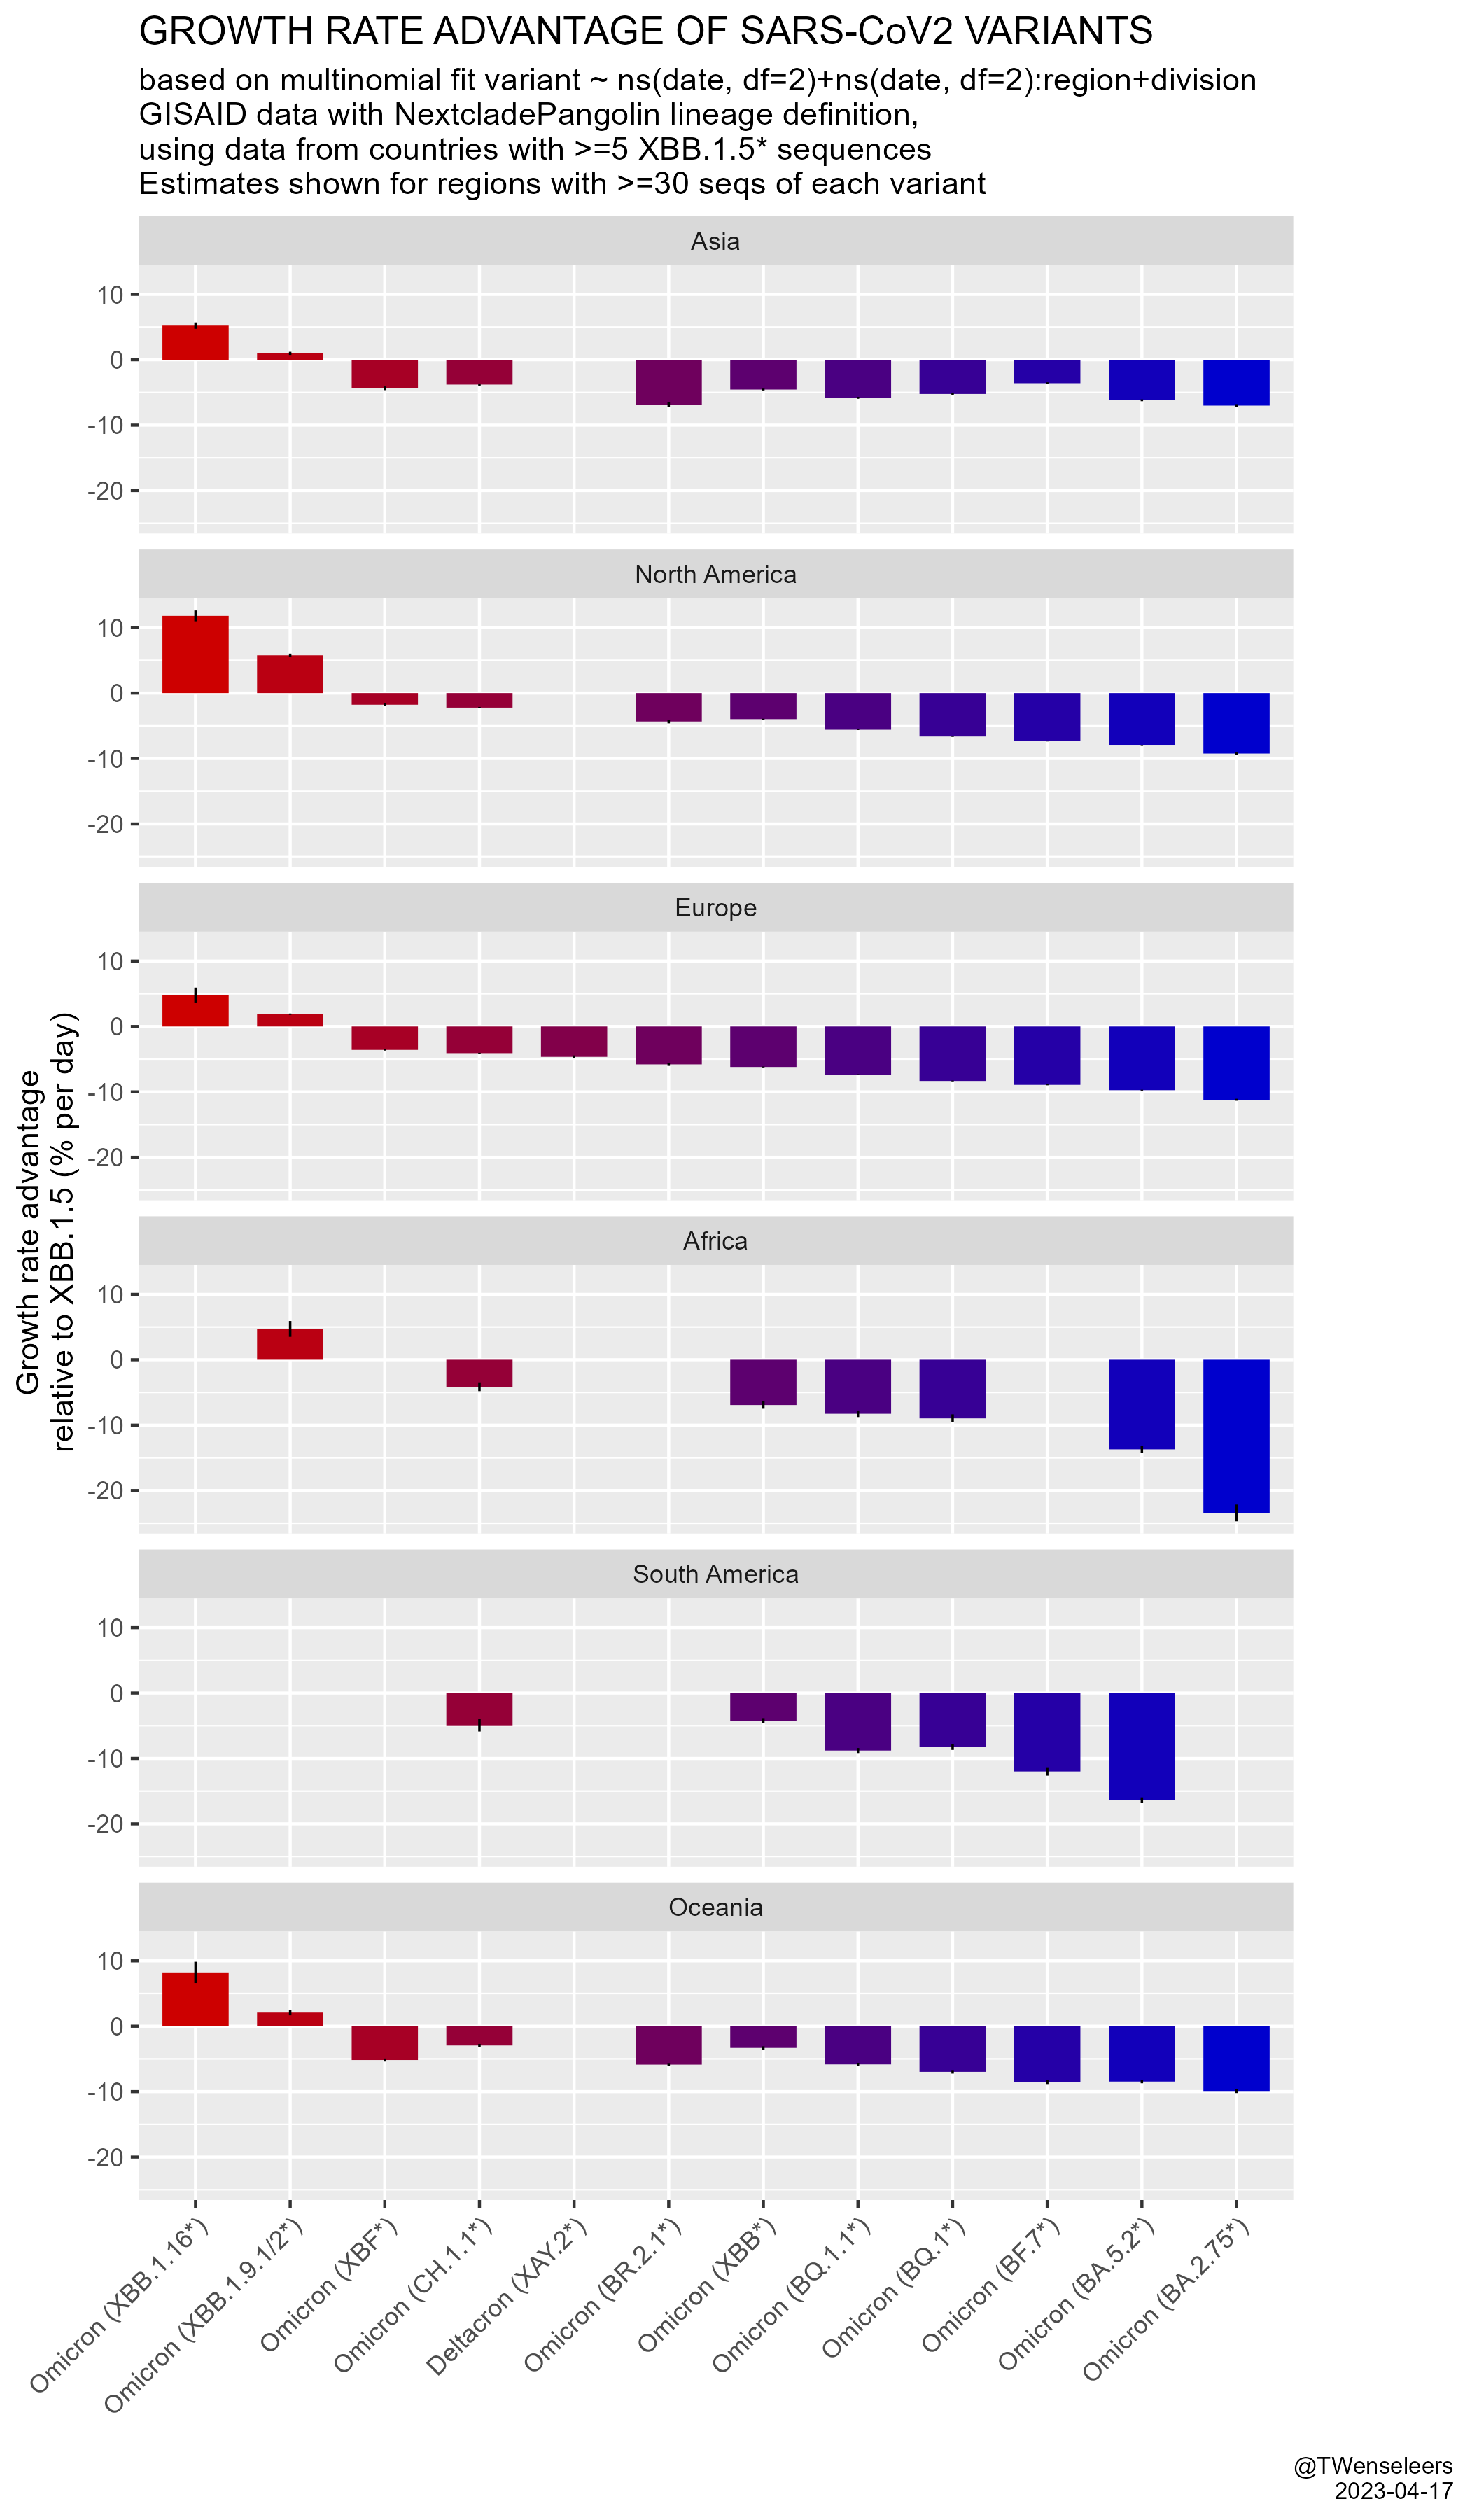 GROWTH RATE ADVANTAGE OF SARS-CoV2 VARIANTS
based on multinomial fit variant ~ ns(date, df=2)+ns(date, df=2):region+division
GISAID data with NextcladePangolin lineage definition,
using data from countries with >=5 XBB.1.5* sequences
Estimates shown for regions with >=30 seqs of each variant
Growth rate advantage
relative to XBB.1.5 (% per day)
Asia
10
0
-10
-20
North America
10
0
-10
-20
Europe
10
0
-10
-20
Africa
10
0
-10
-20
South America
10
0
-10
-20
Oceania
10
0
-10
-20
Omicron (XBB.1.16*)
Omicron (XBB.1.9.1/2*)
Omicron (XBF*)
Omicron (CH.1.1*)
Deltacron (XAY.2*)
Omicron (BR.2.1*)
Omicron (XBB*)
Omicron (BQ.1.1*)
Omicron (BQ.1*)
Omicron (BF.7*)
Omicron (BA.5.2*)
Omicron (BA.2.75*)
@TWenseleers
2023-04-17